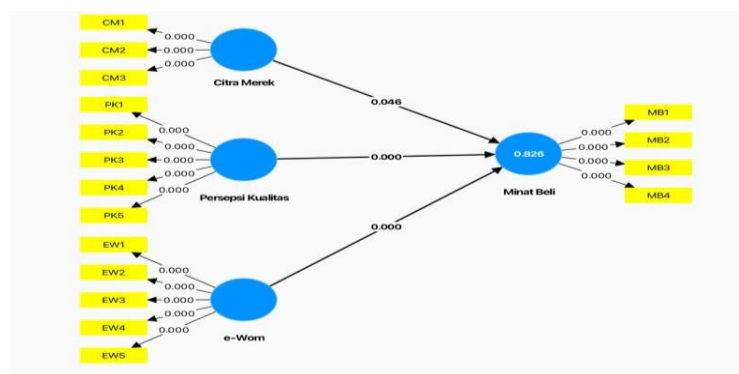 CM1
0.000
CM2
0.000
0.000
CM3
Citra Merek
0.046
PK1
0.000
PK2
0.000
PK3
0.000
0.000
PK4
0.000
PK5
Persepsi Kualitas
0.000
EW1
0.000
EW2
0.000
EW3
0.000
0.000
EW4
0.000
EW5
e-Wom
0.000
0.826
Minat Beli
MB1
0.000
MB2
0.000
0.000
MB3
0.000
MB4